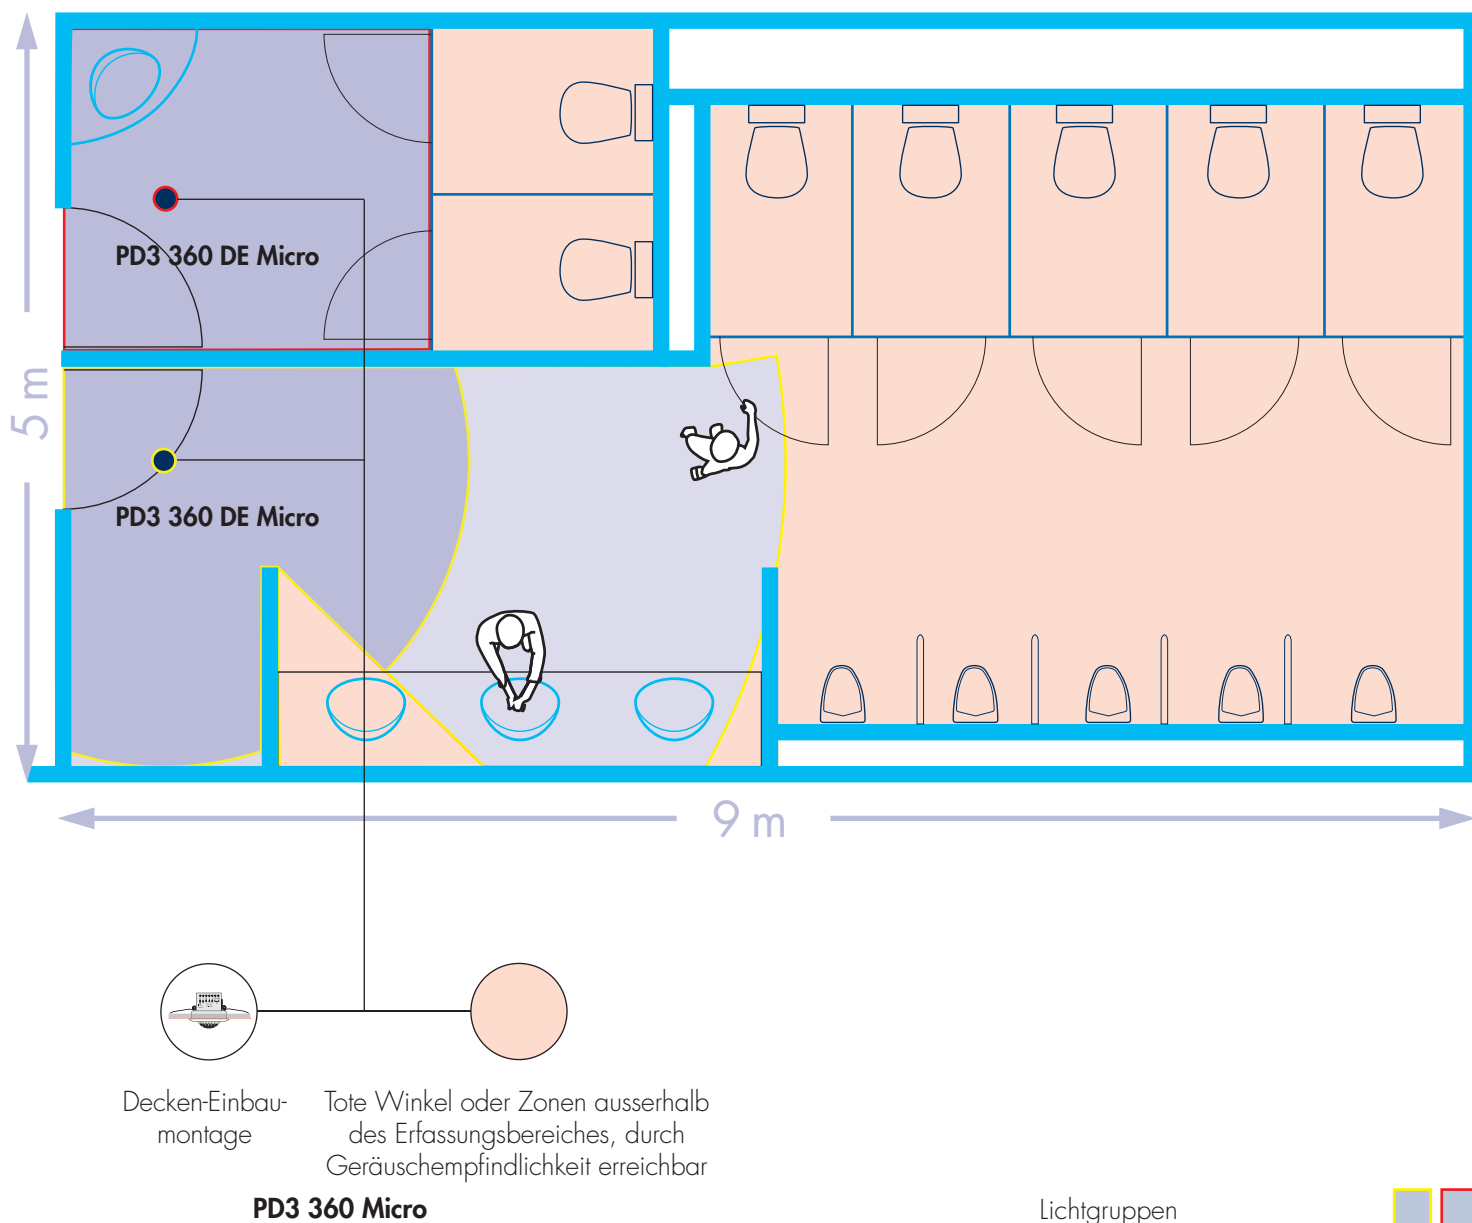 PD3 360 DE Micro
5 m
PD3 360 DE Micro
9 m
Decken-Einbau-
montage
Tote Winkel oder Zonen ausserhalb
des Erfassungsbereiches, durch
Geräuschempfindlichkeit erreichbar
PD3 360 Micro
Lichtgruppen